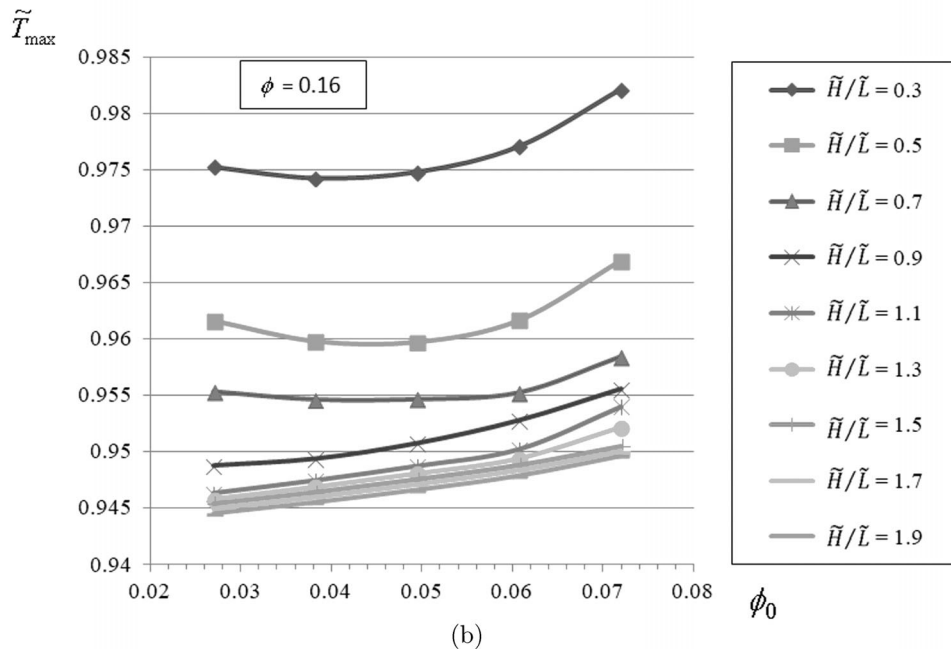 T̃max
0.985
0.98
0.975
0.97
0.965
0.96
0.955
0.95
0.945
0.94
ϕ = 0.16
0.02
0.03
0.04
0.05
0.06
0.07
0.08
ϕ0
H̃/L̃ = 0.3
H̃/L̃ = 0.5
H̃/L̃ = 0.7
H̃/L̃ = 0.9
H̃/L̃ = 1.1
H̃/L̃ = 1.3
H̃/L̃ = 1.5
H̃/L̃ = 1.7
H̃/L̃ = 1.9
(b)